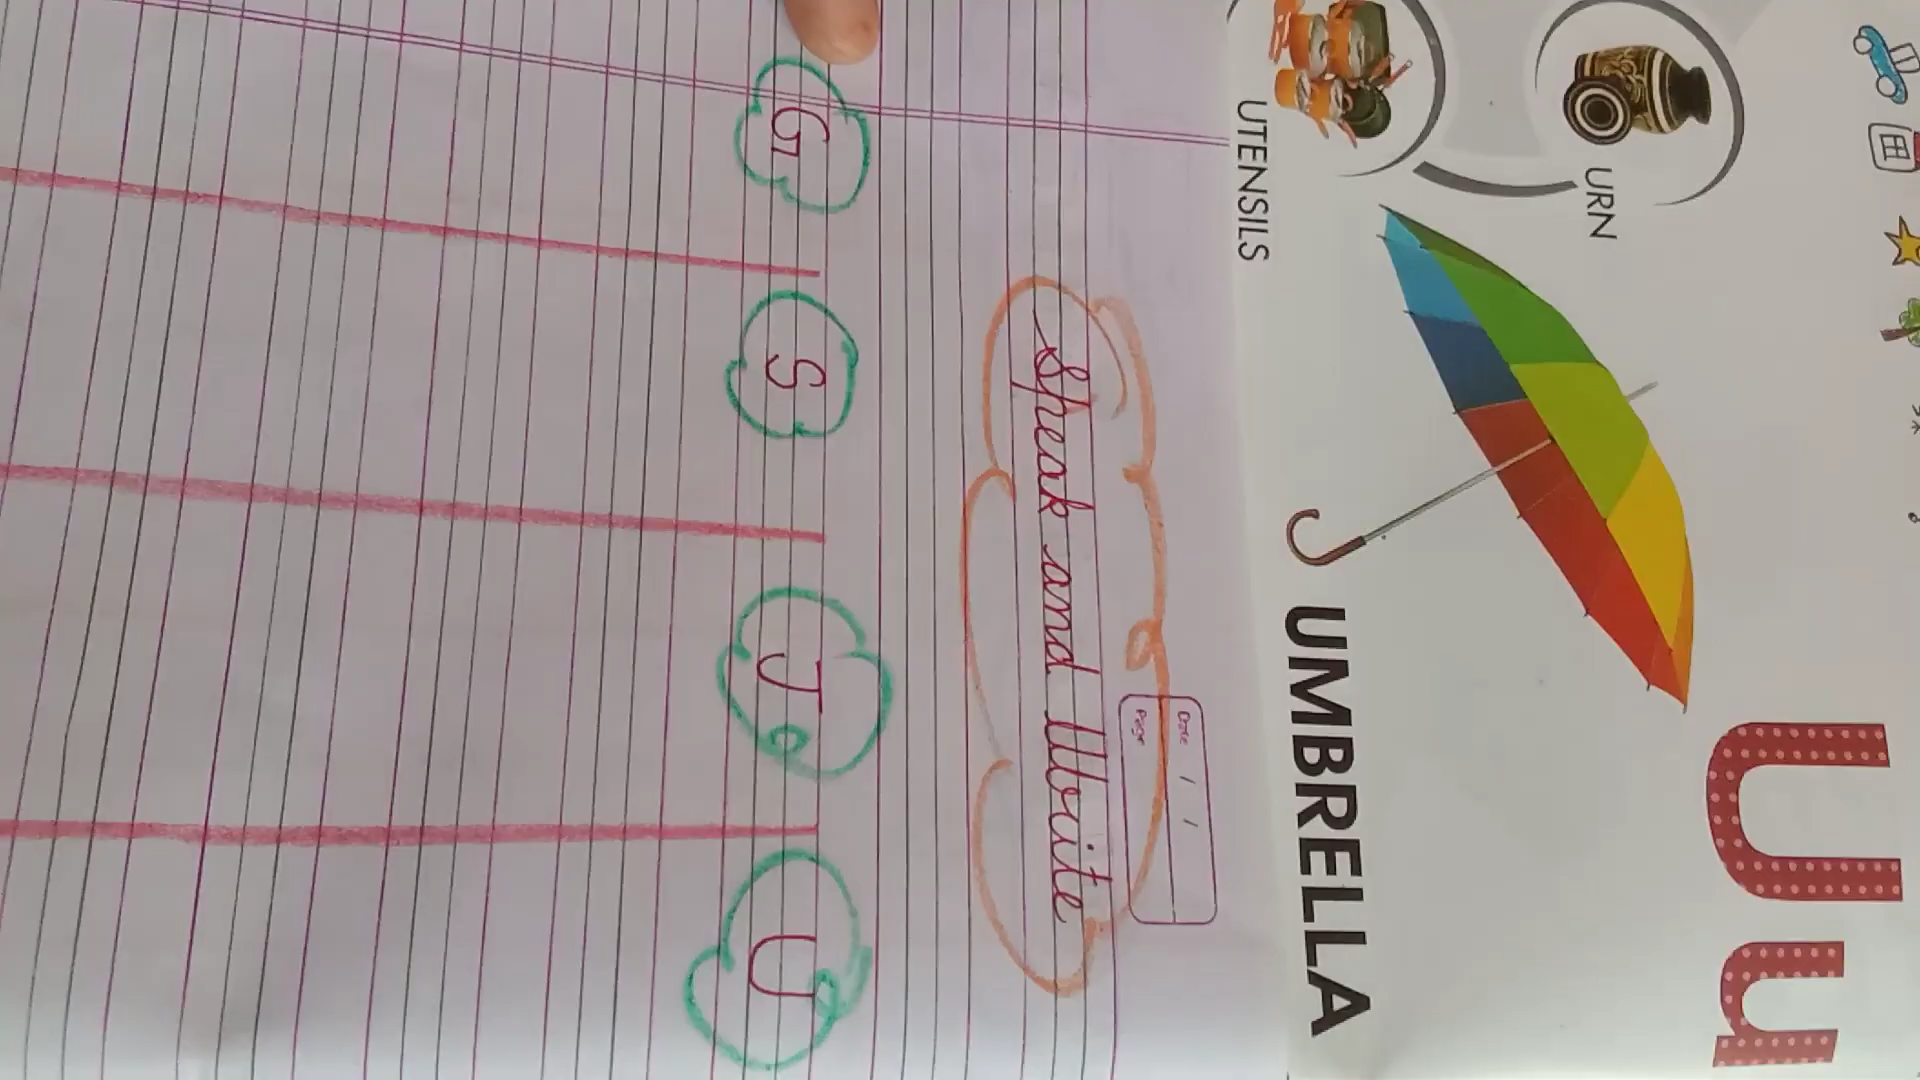 U u
URN
UTENSILS
UMBRELLA
Date / /
Page
Speak and Write
G S J U